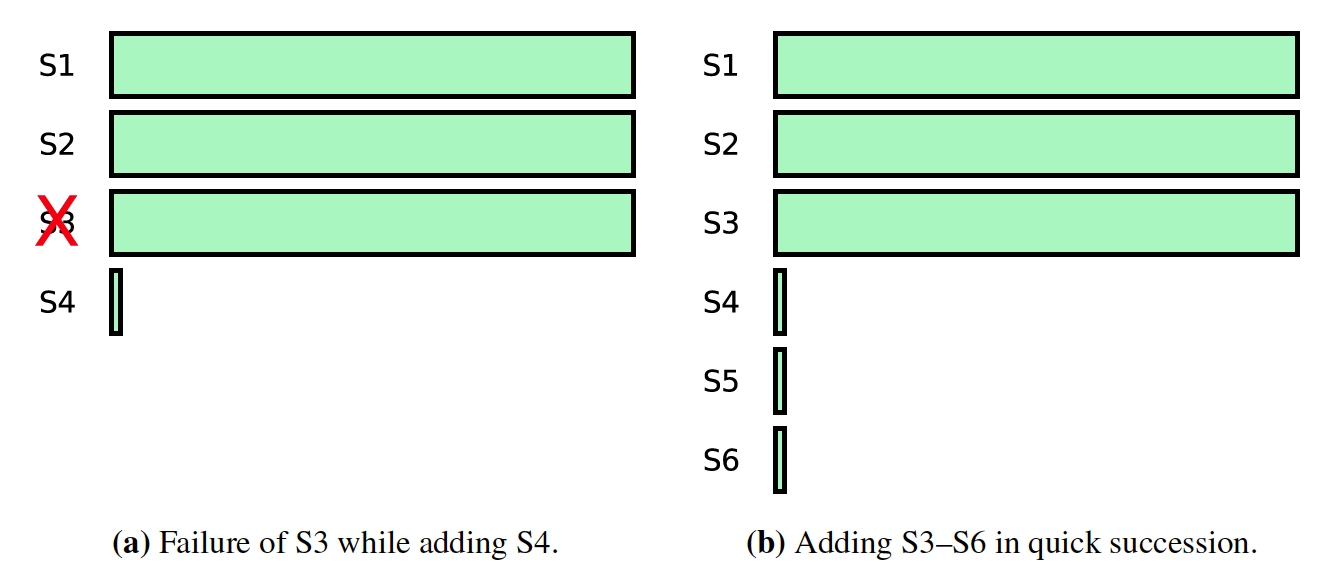 S1
S2
S3
S4
(a) Failure of S3 while adding S4.
S1
S2
S3
S4
S5
S6
(b) Adding S3–S6 in quick succession.